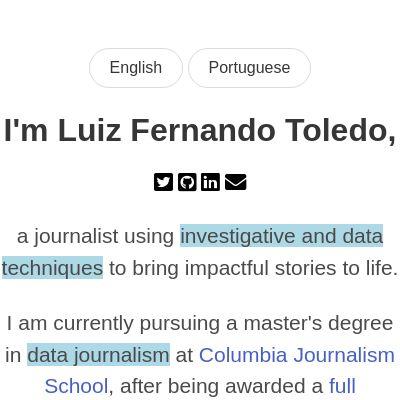 English Portuguese
I'm Luiz Fernando Toledo,
a journalist using investigative and data
techniques to bring impactful stories to life.
I am currently pursuing a master's degree
in data journalism at Columbia Journalism
School, after being awarded a full